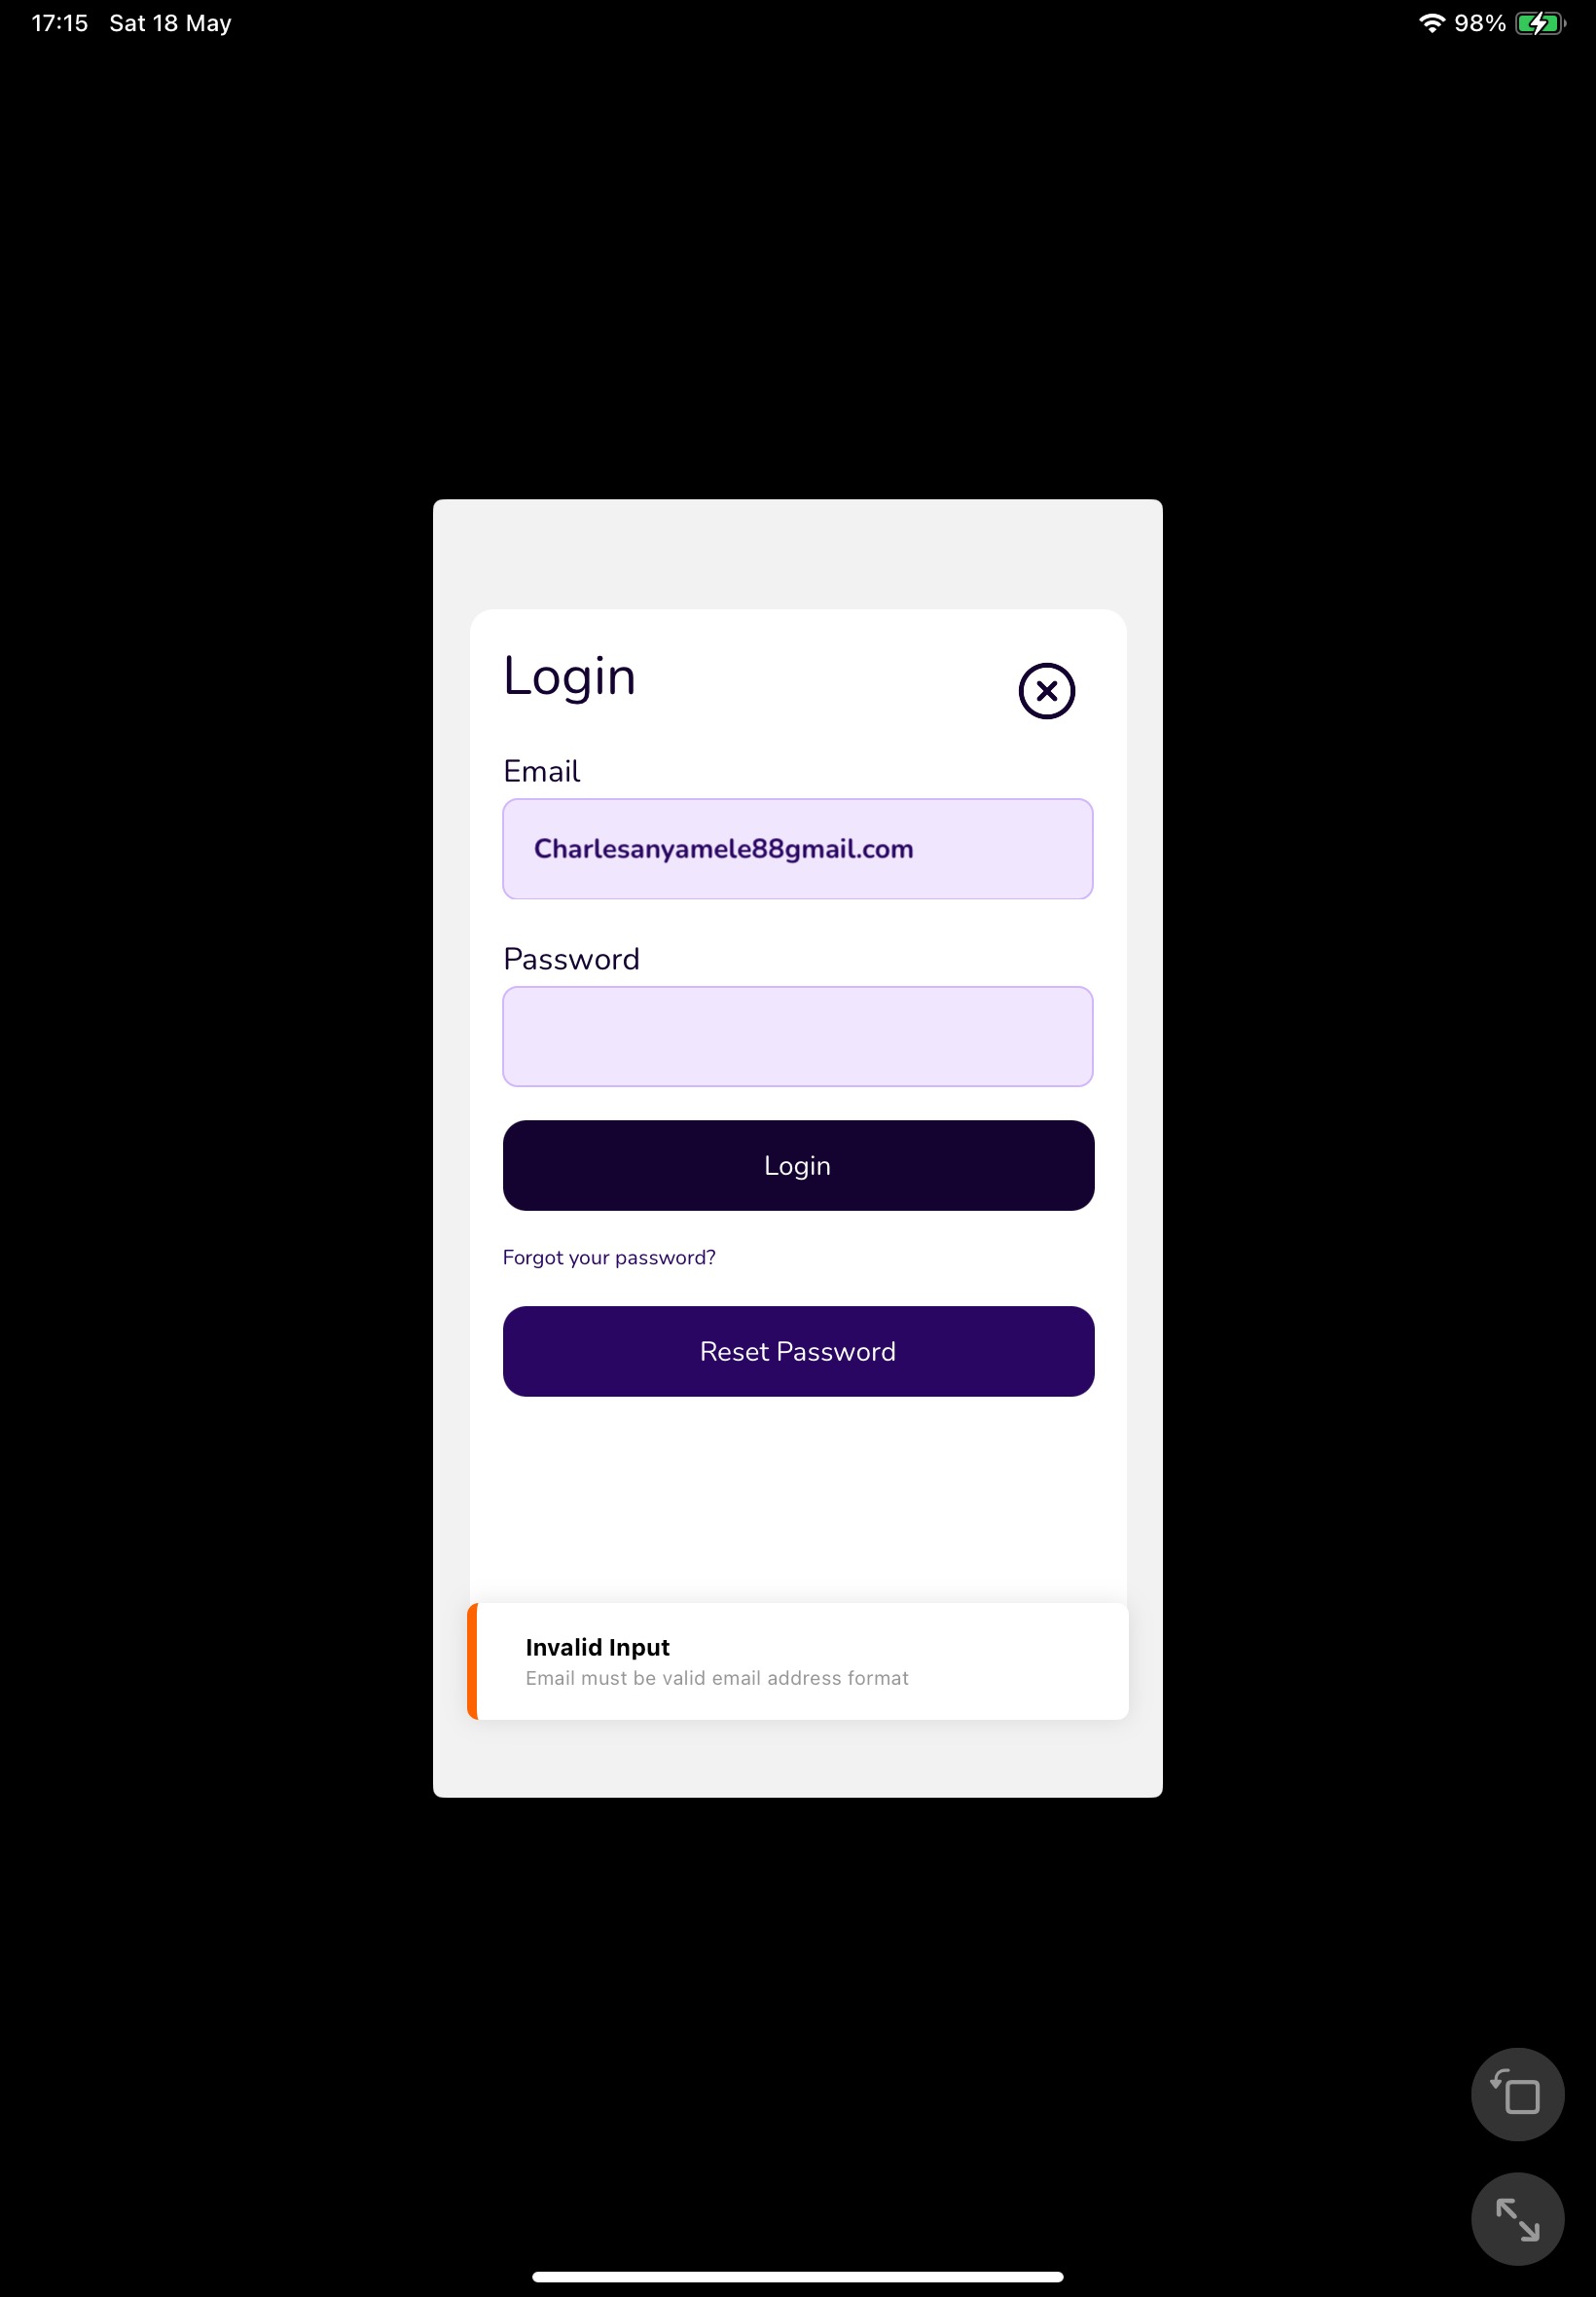 17:15 Sat 18 May
98%
Login
Email
Charlesanyamele88gmail.com
Password
Login
Forgot your password?
Reset Password
Invalid Input
Email must be valid email address format